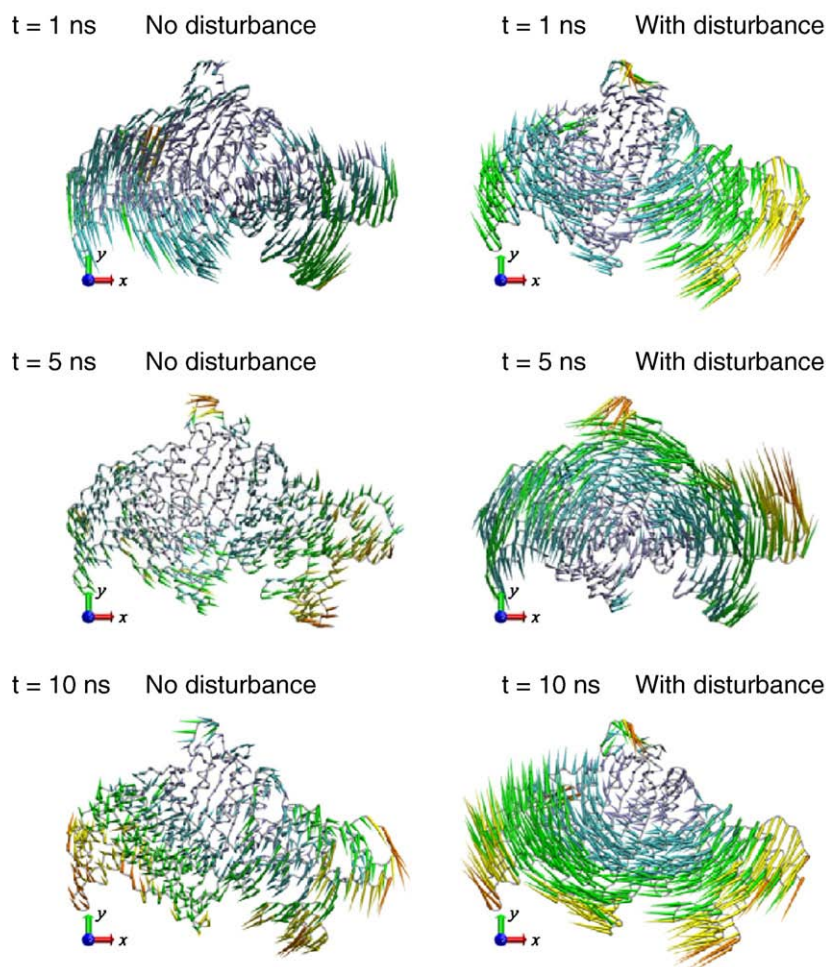 t = 1 ns No disturbance
t = 1 ns With disturbance
y
x
y
x
t = 5 ns No disturbance
t = 5 ns With disturbance
y
x
y
x
t = 10 ns No disturbance
t = 10 ns With disturbance
y
x
y
x